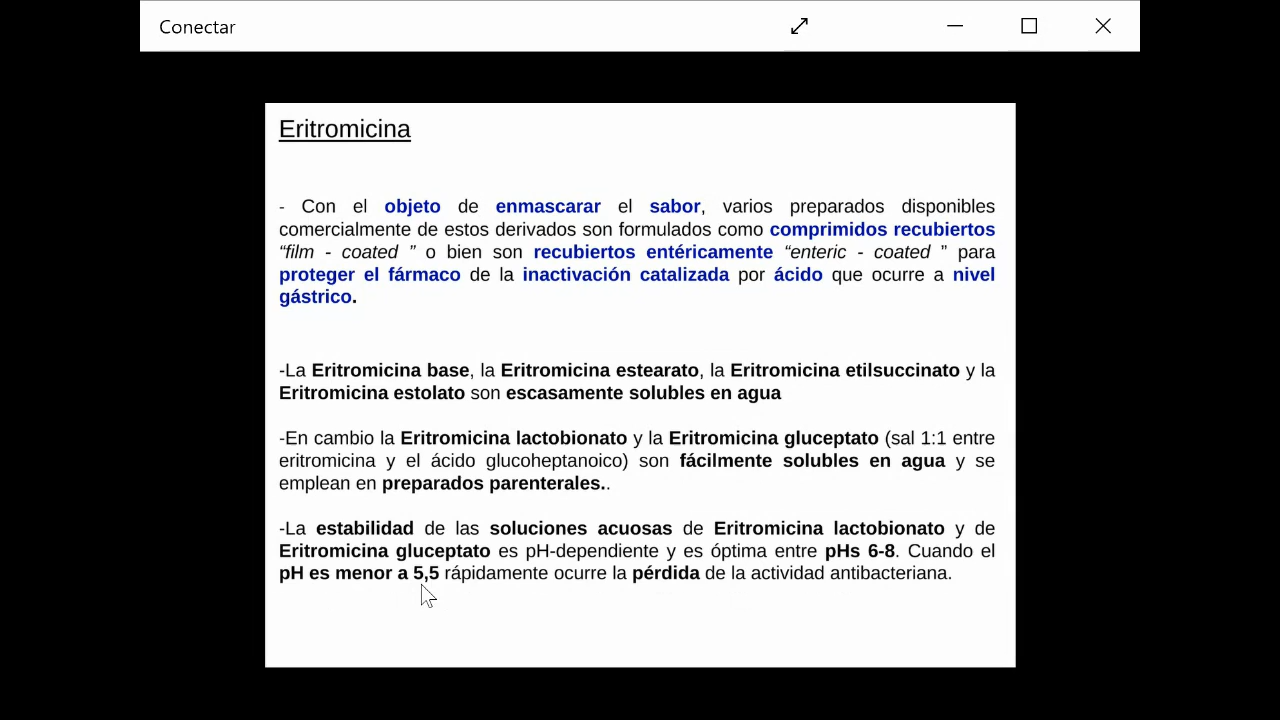 Conectar
Eritromicina
- Con el objeto de enmascarar el sabor, varios preparados disponibles
comercialmente de estos derivados son formulados como comprimidos recubiertos
“film - coated ” o bien son recubiertos entéricamente “enteric - coated ” para
proteger el fármaco de la inactivación catalizada por ácido que ocurre a nivel
gástrico.
-La Eritromicina base, la Eritromicina estearato, la Eritromicina etilsuccinato y la
Eritromicina estolato son escasamente solubles en agua
-En cambio la Eritromicina lactobionato y la Eritromicina gluceptato (sal 1:1 entre
eritromicina y el ácido glucoheptanoico) son fácilmente solubles en agua y se
emplean en preparados parenterales..
-La estabilidad de las soluciones acuosas de Eritromicina lactobionato y de
Eritromicina gluceptato es pH-dependiente y es óptima entre pHs 6-8. Cuando el
pH es menor a 5,5 rápidamente ocurre la pérdida de la actividad antibacteriana.